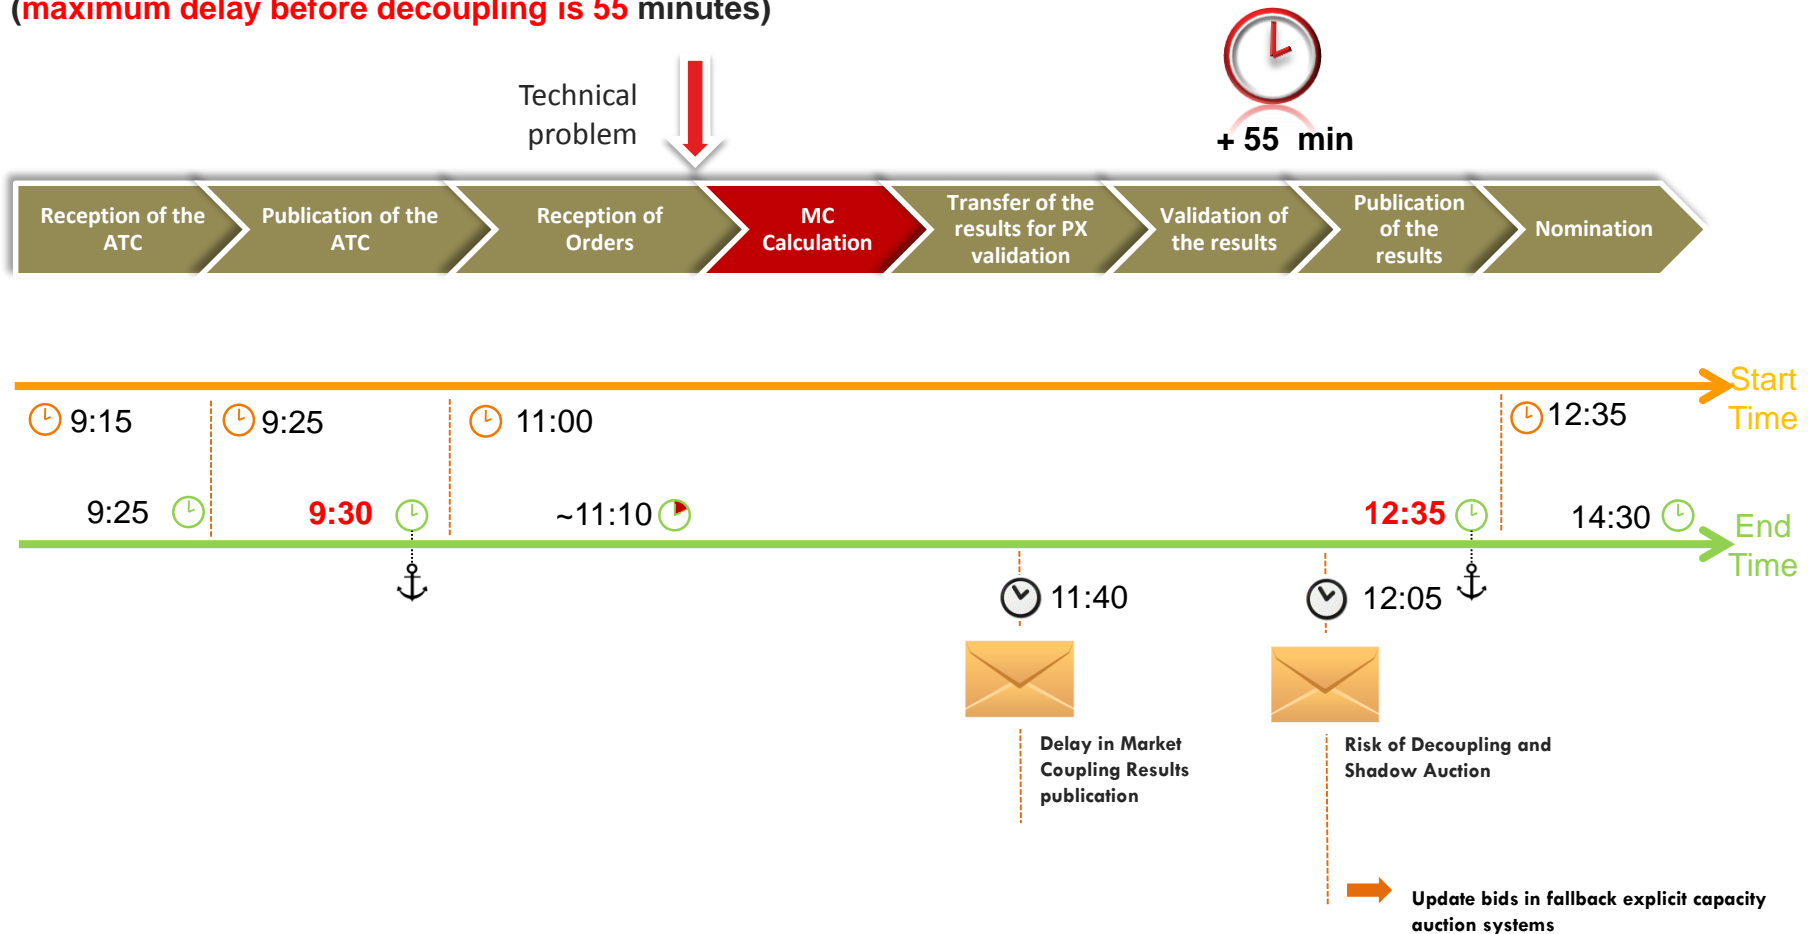 (maximum delay before decoupling is 55 minutes)
Technical
problem
+ 55 min
Reception of the
ATC
Publication of the
ATC
Reception of
Orders
MC
Calculation
Transfer of the
results for PX
validation
Validation of
the results
Publication
of the
results
Nomination
Start
Time
9:15
9:25
11:00
12:35
9:25
9:30
~11:10
12:35
14:30
End
Time
11:40
12:05
Delay in Market
Coupling Results
publication
Risk of Decoupling and
Shadow Auction
Update bids in fallback explicit capacity
auction systems